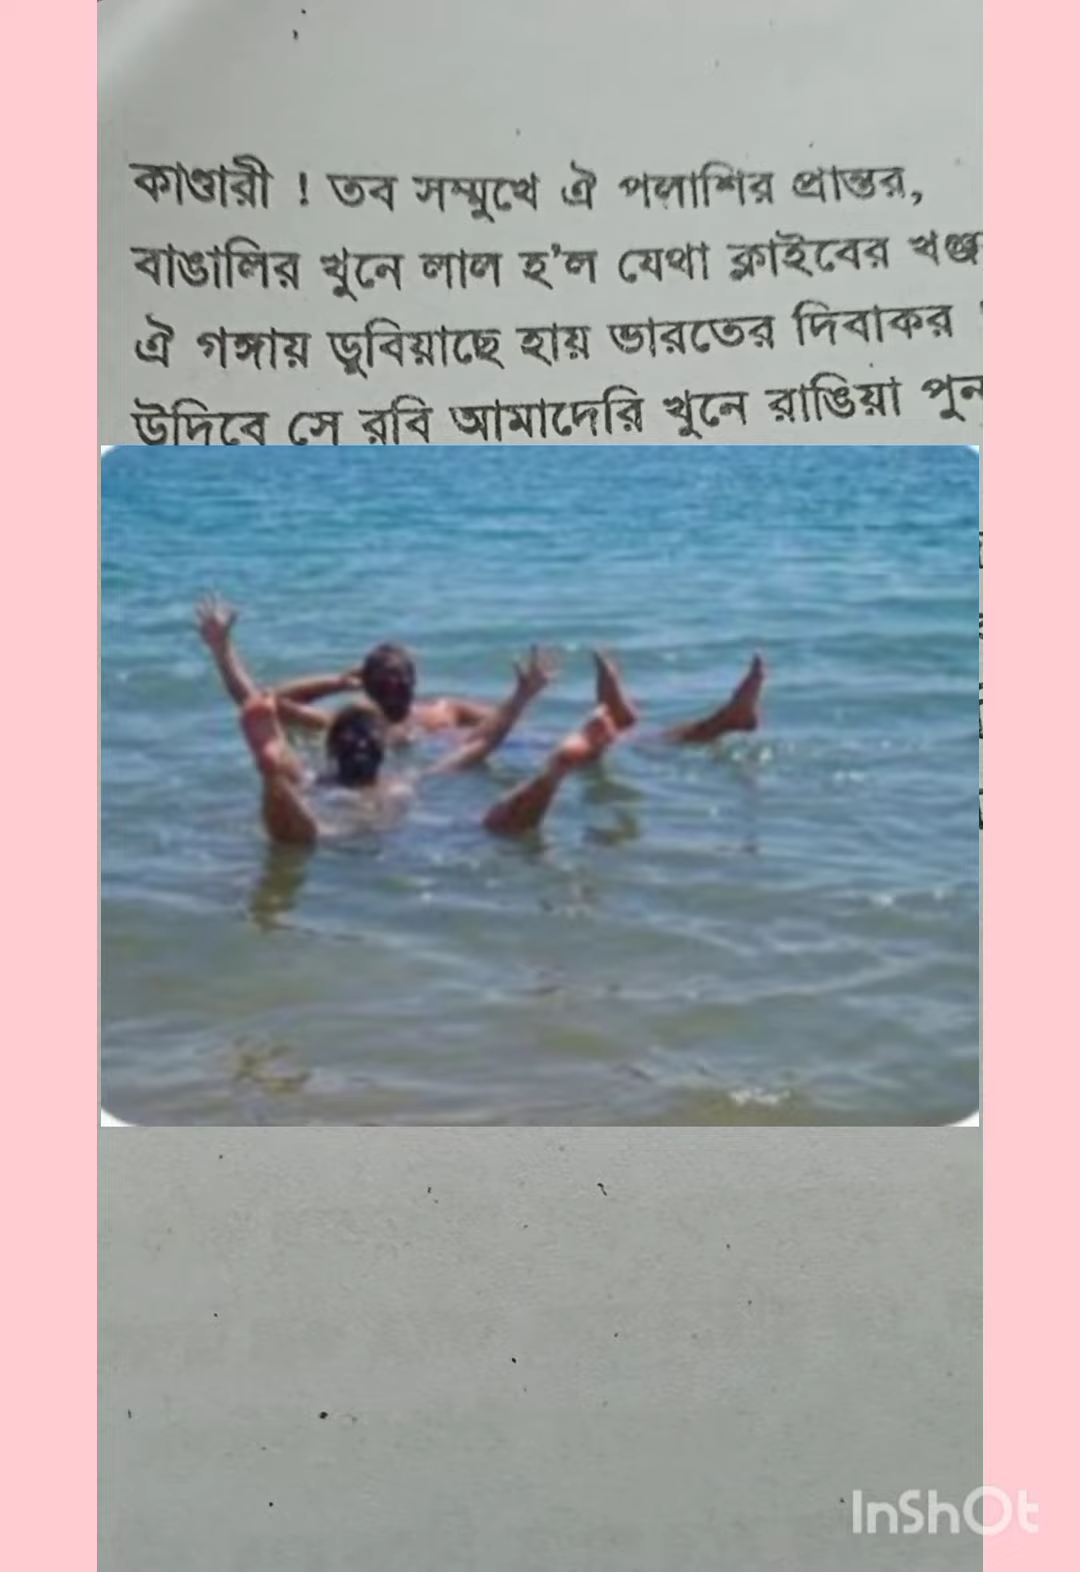 কাণ্ডারী ! তব সম্মুখে ঐ পলাশির প্রান্তর,
বাঙালির খুনে লাল হ'ল যেথা ক্লাইবের
ঐ গঙ্গায় ডুবিয়াছে হায় ভারতের দিবাকর
উদিবে সে রবি আমাদেরি খুনে রাঙিয়া
InShOt